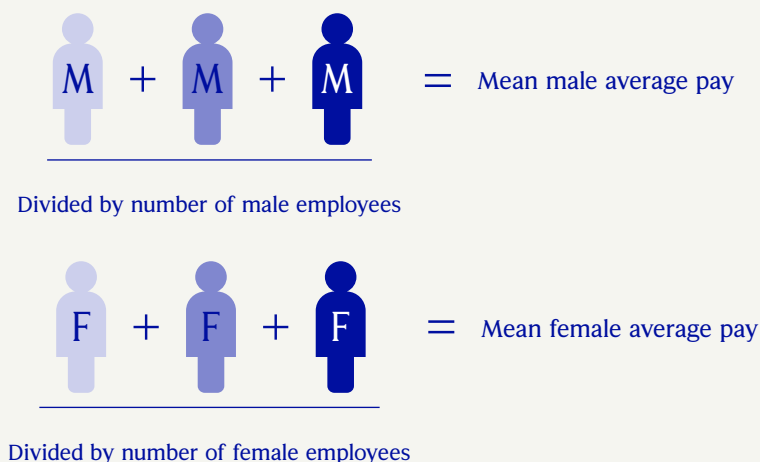 M + M + M = Mean male average pay
Divided by number of male employees
F + F + F = Mean female average pay
Divided by number of female employees